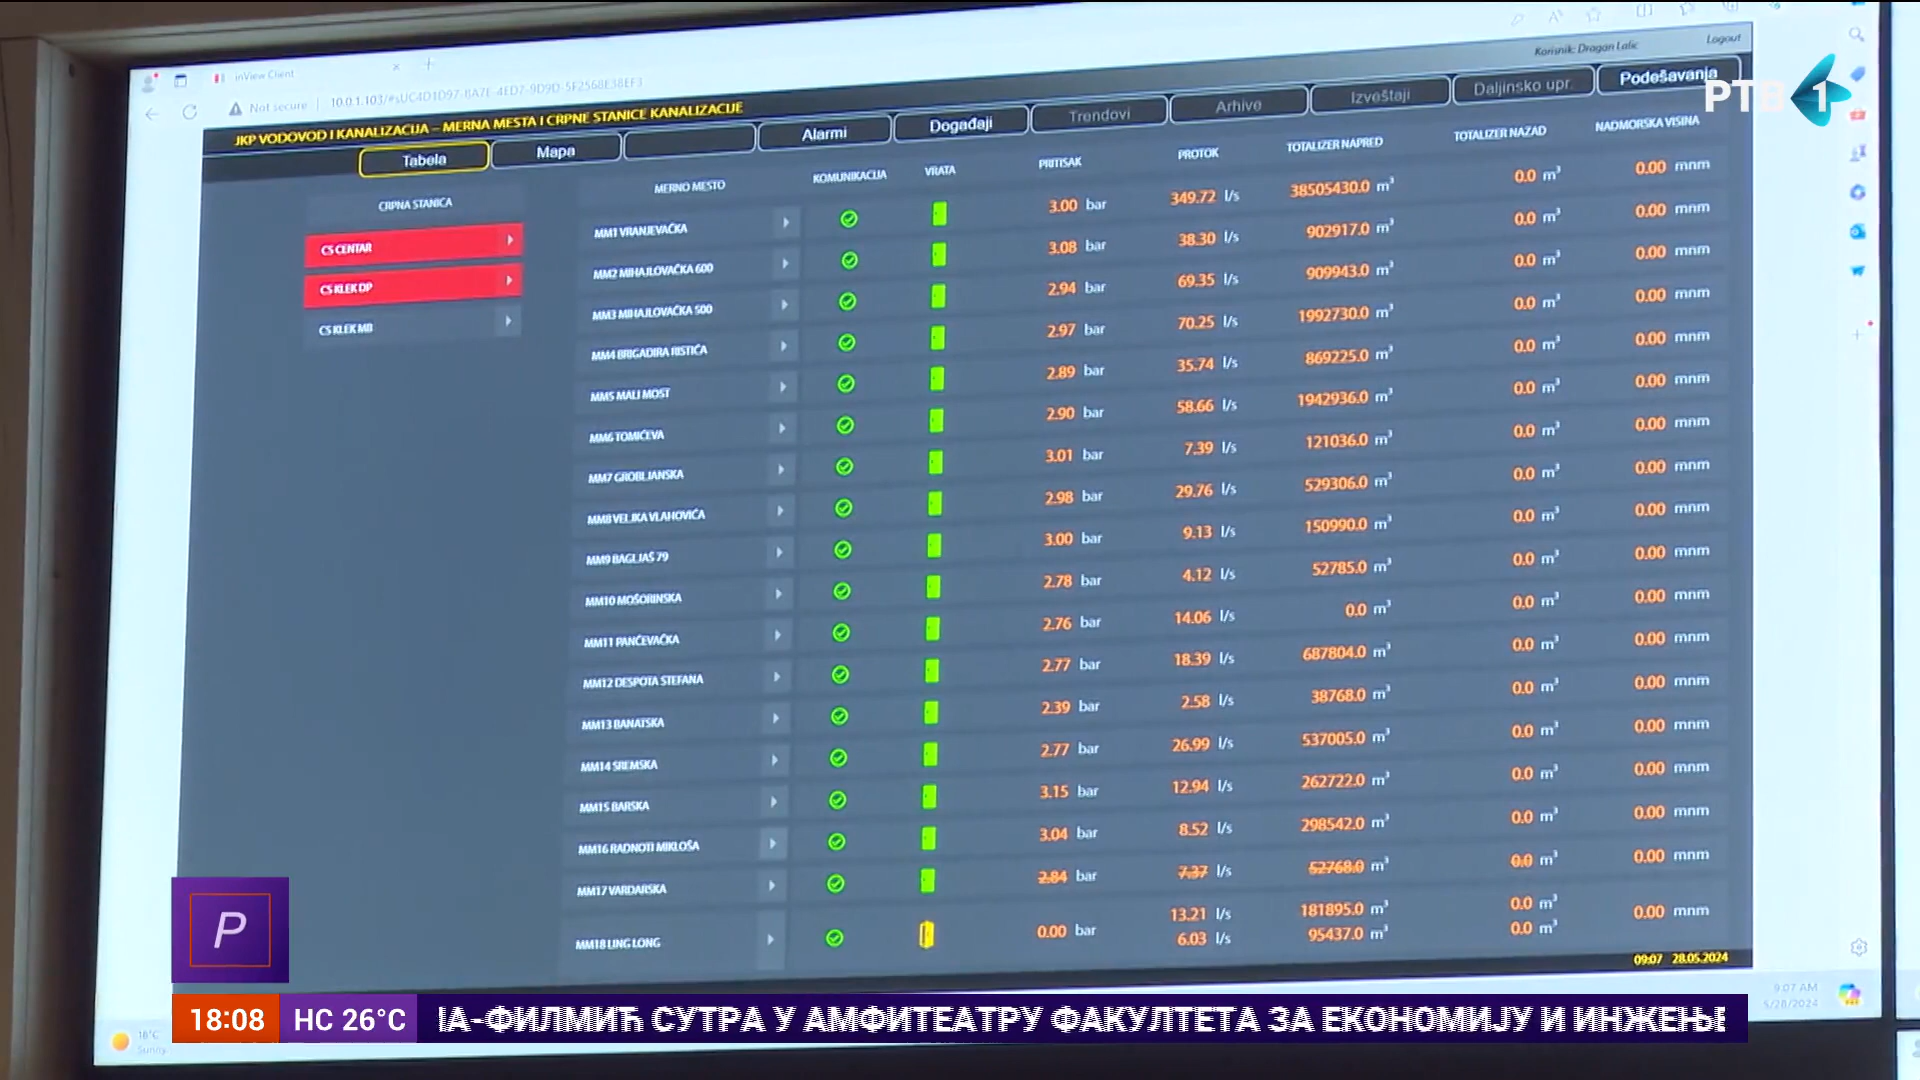 inView Client
Not secure | 10.0.1.103/#sUC4D1D97-8A7E-4ED7-9D9D-5F2568E38EF3
Korisnik: Dragan Lalic Logout
JKP VODOVOD I KANALIZACIJA – MERNA MESTA I CRPNE STANICE KANALIZACIJE
Tabela Mapa Alarmi Događaji Trendovi Arhive Izveštaji Daljinsko upr. Podešavanja
РТВ 1
CRPNA STANICA
CS CENTAR
CS KLEK DP
CS KLEK MB
MERNO MESTO KOMUNIKACIJA VRATA PRITISAK PROTOK TOTALIZER NAPRED TOTALIZER NAZAD NADMORSKA VISINA
MM1 VRANJEVAČKA 3.00 bar 349.72 l/s 38505430.0 m³ 0.0 m³ 0.00 mnm
MM2 MIHAJLOVAČKA 600 3.08 bar 38.30 l/s 902917.0 m³ 0.0 m³ 0.00 mnm
MM3 MIHAJLOVAČKA 500 2.94 bar 69.35 l/s 909943.0 m³ 0.0 m³ 0.00 mnm
MM4 BRIGADIRA RISTIĆA 2.97 bar 70.25 l/s 1992730.0 m³ 0.0 m³ 0.00 mnm
MM5 MALI MOST 2.89 bar 35.74 l/s 869225.0 m³ 0.0 m³ 0.00 mnm
MM6 TOMIĆEVA 2.90 bar 58.66 l/s 1942936.0 m³ 0.0 m³ 0.00 mnm
MM7 GROBLJANSKA 3.01 bar 7.39 l/s 121036.0 m³ 0.0 m³ 0.00 mnm
MM8 VELJKA VLAHOVIĆA 2.98 bar 29.76 l/s 529306.0 m³ 0.0 m³ 0.00 mnm
MM9 BAGLJAŠ 79 3.00 bar 9.13 l/s 150990.0 m³ 0.0 m³ 0.00 mnm
MM10 MOŠORINSKA 2.78 bar 4.12 l/s 52785.0 m³ 0.0 m³ 0.00 mnm
MM11 PANČEVAČKA 2.76 bar 14.06 l/s 0.0 m³ 0.0 m³ 0.00 mnm
MM12 DESPOTA STEFANA 2.77 bar 18.39 l/s 687804.0 m³ 0.0 m³ 0.00 mnm
MM13 BANATSKA 2.39 bar 2.58 l/s 38768.0 m³ 0.0 m³ 0.00 mnm
MM14 SREMSKA 2.77 bar 26.99 l/s 537005.0 m³ 0.0 m³ 0.00 mnm
MM15 BARSKA 3.15 bar 12.94 l/s 262722.0 m³ 0.0 m³ 0.00 mnm
MM16 RADNOTI MIKLOŠA 3.04 bar 8.52 l/s 298542.0 m³ 0.0 m³ 0.00 mnm
MM17 VARDARSKA 2.84 bar 7.37 l/s 52768.0 m³ 0.0 m³ 0.00 mnm
MM18 LING LONG 0.00 bar 13.21 l/s 181895.0 m³ 0.0 m³ 0.00 mnm
6.03 l/s 95437.0 m³ 0.0 m³
09:07 28.05.2024
9:07 AM
5/28/2024
18°C
Sunny
P
18:08 НС 26°C А-ФИЛМИЋ СУТРА У АМФИТЕАТРУ ФАКУЛТЕТА ЗА ЕКОНОМИЈУ И ИНЖЕЊЕ